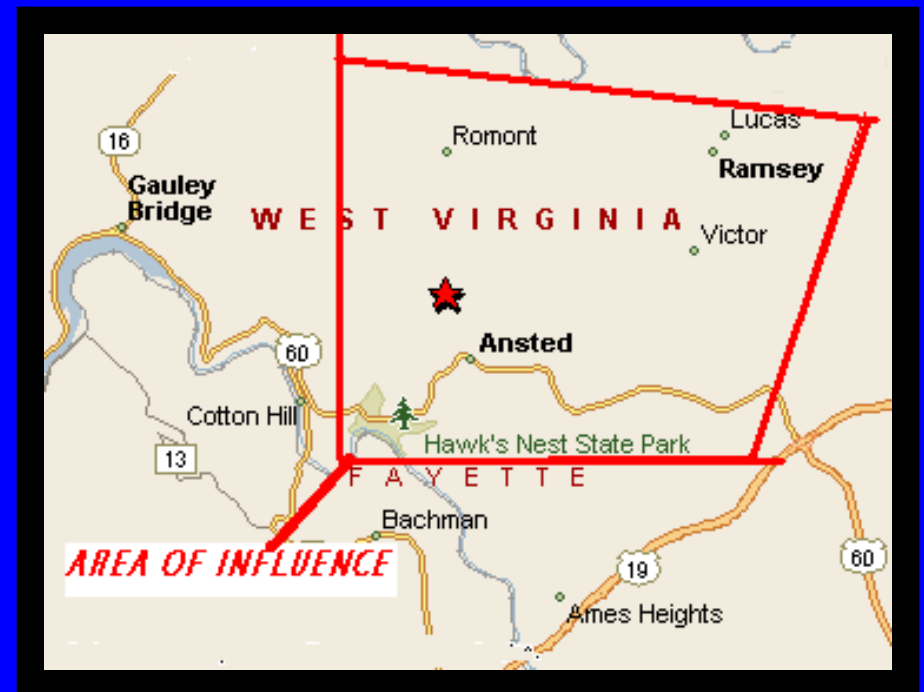 Lucas
Romont
16
Ramsey
Gauley
Bridge
WEST VIRGINIA
Victor
Ansted
60
Cotton Hill
Hawk's Nest State Park
13
FAYETTE
Bachman
AREA OF INFLUENCE
19
60
Ames Heights